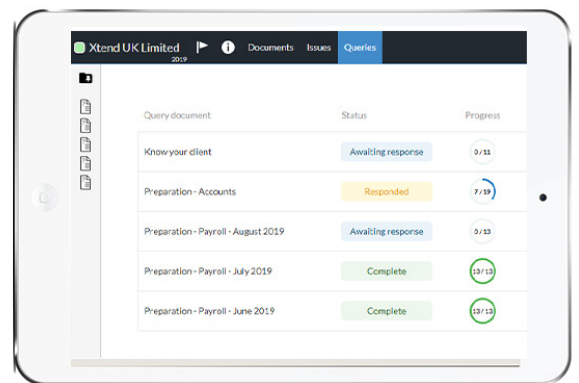 Xtend UK Limited
2019
Documents Issues Queries
Query document Status Progress
Know your client Awaiting response 0/11
Preparation - Accounts Responded 7/19
Preparation - Payroll - August 2019 Awaiting response 0/13
Preparation - Payroll - July 2019 Complete 13/13
Preparation - Payroll - June 2019 Complete 13/13